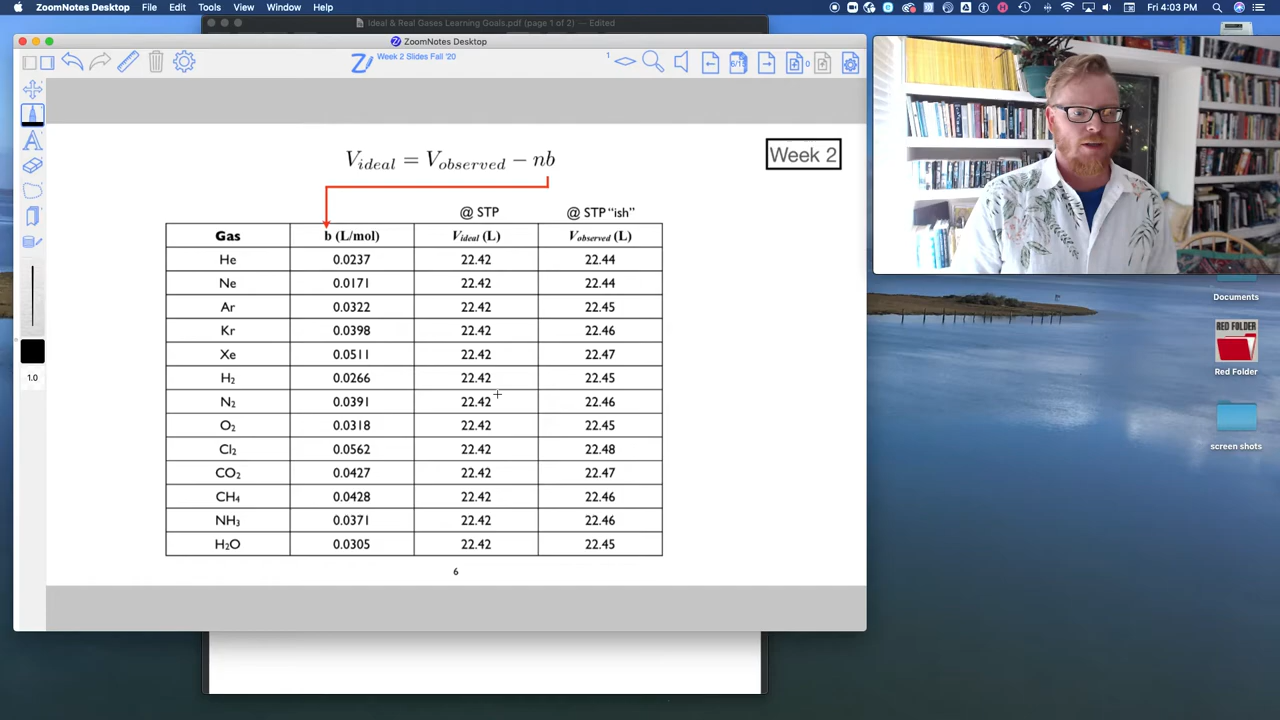 ZoomNotes Desktop File Edit Tools View Window Help
Fri 4:03 PM
Ideal & Real Gases Learning Goals.pdf (page 1 of 2) — Edited
ZoomNotes Desktop
Week 2 Slides Fall '20
1
0
V_ideal = V_observed − nb
Week 2
@ STP @ STP "ish"
Gas b (L/mol) V_ideal (L) V_observed (L)
He 0.0237 22.42 22.44
Ne 0.0171 22.42 22.44
Ar 0.0322 22.42 22.45
Kr 0.0398 22.42 22.46
Xe 0.0511 22.42 22.47
H₂ 0.0266 22.42 22.45
N₂ 0.0391 22.42 22.46
O₂ 0.0318 22.42 22.45
Cl₂ 0.0562 22.42 22.48
CO₂ 0.0427 22.42 22.47
CH₄ 0.0428 22.42 22.46
NH₃ 0.0371 22.42 22.46
H₂O 0.0305 22.42 22.45
6
1.0
Documents
RED FOLDER
Red Folder
screen shots